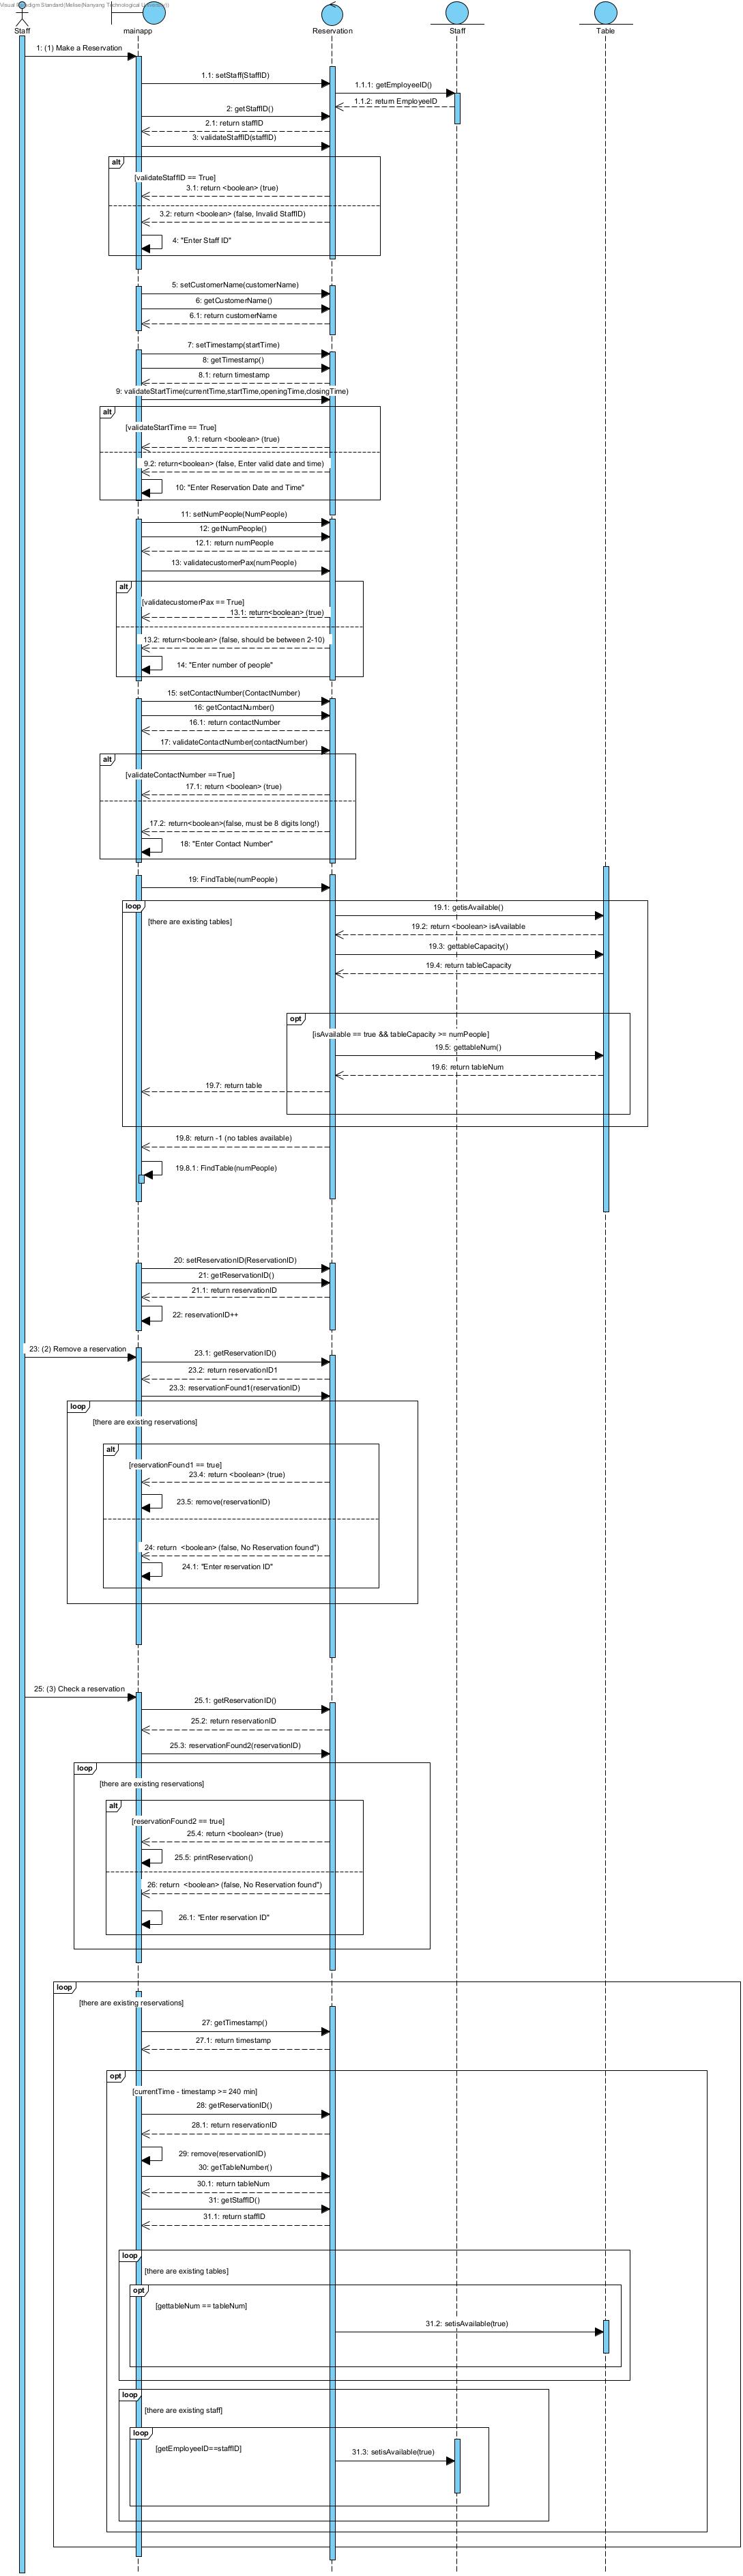 Visual Paradigm Standard(Melise(Nanyang Technological University))
Staff
mainapp
Reservation
Staff
Table
1: (1) Make a Reservation
1.1: setStaff(StaffID)
1.1.1: getEmployeeID()
1.1.2: return EmployeeID
2: getStaffID()
2.1: return staffID
3: validateStaffID(staffID)
alt
[validateStaffID == True]
3.1: return <boolean> (true)
3.2: return <boolean> (false, Invalid StaffID)
4: "Enter Staff ID"
5: setCustomerName(customerName)
6: getCustomerName()
6.1: return customerName
7: setTimestamp(startTime)
8: getTimestamp()
8.1: return timestamp
9: validateStartTime(currentTime,startTime,openingTime,closingTime)
alt
[validateStartTime == True]
9.1: return <boolean> (true)
9.2: return<boolean> (false, Enter valid date and time)
10: "Enter Reservation Date and Time"
11: setNumPeople(NumPeople)
12: getNumPeople()
12.1: return numPeople
13: validatecustomerPax(numPeople)
alt
[validatecustomerPax == True]
13.1: return<boolean> (true)
13.2: return<boolean> (false, should be between 2-10)
14: "Enter number of people"
15: setContactNumber(ContactNumber)
16: getContactNumber()
16.1: return contactNumber
17: validateContactNumber(contactNumber)
alt
[validateContactNumber ==True]
17.1: return <boolean> (true)
17.2: return<boolean>(false, must be 8 digits long!)
18: "Enter Contact Number"
19: FindTable(numPeople)
loop
[there are existing tables]
19.1: getisAvailable()
19.2: return <boolean> isAvailable
19.3: gettableCapacity()
19.4: return tableCapacity
opt
[isAvailable == true && tableCapacity >= numPeople]
19.5: gettableNum()
19.6: return tableNum
19.7: return table
19.8: return -1 (no tables available)
19.8.1: FindTable(numPeople)
20: setReservationID(ReservationID)
21: getReservationID()
21.1: return reservationID
22: reservationID++
23: (2) Remove a reservation
23.1: getReservationID()
23.2: return reservationID1
23.3: reservationFound1(reservationID)
loop
[there are existing reservations]
alt
[reservationFound1 == true]
23.4: return <boolean> (true)
23.5: remove(reservationID)
24: return  <boolean> (false, No Reservation found")
24.1: "Enter reservation ID"
25: (3) Check a reservation
25.1: getReservationID()
25.2: return reservationID
25.3: reservationFound2(reservationID)
loop
[there are existing reservations]
alt
[reservationFound2 == true]
25.4: return <boolean> (true)
25.5: printReservation()
26: return  <boolean> (false, No Reservation found")
26.1: "Enter reservation ID"
loop
[there are existing reservations]
27: getTimestamp()
27.1: return timestamp
opt
[currentTime - timestamp >= 240 min]
28: getReservationID()
28.1: return reservationID
29: remove(reservationID)
30: getTableNumber()
30.1: return tableNum
31: getStaffID()
31.1: return staffID
loop
[there are existing tables]
opt
[gettableNum == tableNum]
31.2: setisAvailable(true)
loop
[there are existing staff]
loop
[getEmployeeID==staffID]
31.3: setisAvailable(true)